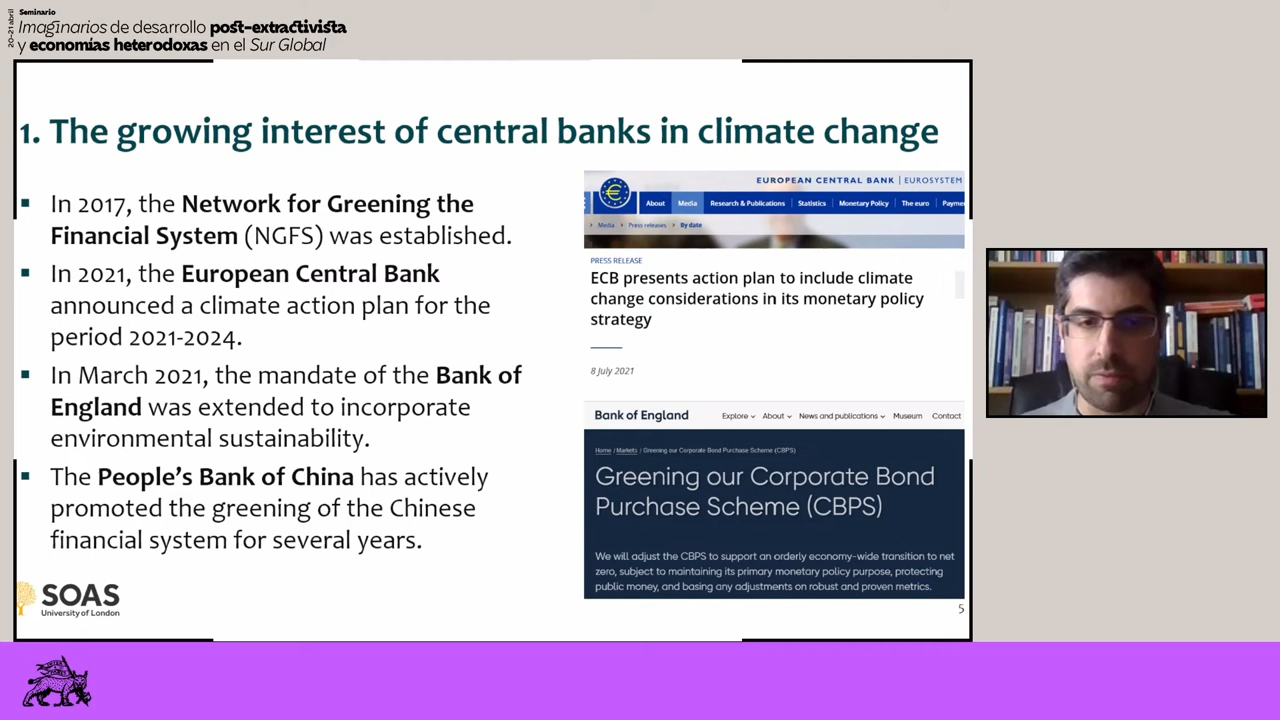 20-21 abril
Seminario
Imaginarios de desarrollo post-extractivista
y economías heterodoxas en el Sur Global
1. The growing interest of central banks in climate change
▪ In 2017, the Network for Greening the
Financial System (NGFS) was established.
▪ In 2021, the European Central Bank
announced a climate action plan for the
period 2021-2024.
▪ In March 2021, the mandate of the Bank of
England was extended to incorporate
environmental sustainability.
▪ The People's Bank of China has actively
promoted the greening of the Chinese
financial system for several years.
EUROPEAN CENTRAL BANK | EUROSYSTEM
About Media Research & Publications Statistics Monetary Policy The euro Payme
› Media › Press releases › By date
PRESS RELEASE
ECB presents action plan to include climate
change considerations in its monetary policy
strategy
8 July 2021
Bank of England Explore About News and publications Museum Contact
Home / Markets / Greening our Corporate Bond Purchase Scheme (CBPS)
Greening our Corporate Bond
Purchase Scheme (CBPS)
We will adjust the CBPS to support an orderly economy-wide transition to net
zero, subject to maintaining its primary monetary policy purpose, protecting
public money, and basing any adjustments on robust and proven metrics.
SOAS
University of London
5